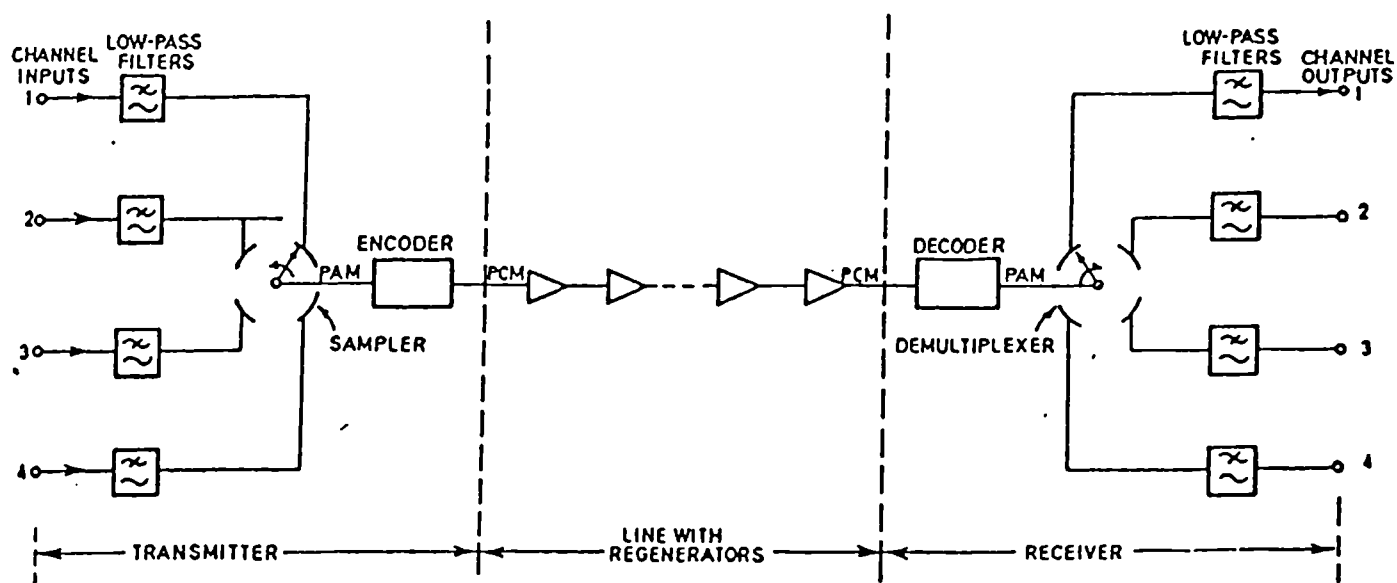 CHANNEL
INPUTS
LOW-PASS
FILTERS
1
2
3
4
PAM
ENCODER
SAMPLER
PCM
PCM
DECODER
PAM
DEMULTIPLEXER
LOW-PASS
FILTERS
CHANNEL
OUTPUTS
1
2
3
4
TRANSMITTER
LINE WITH
REGENERATORS
RECEIVER